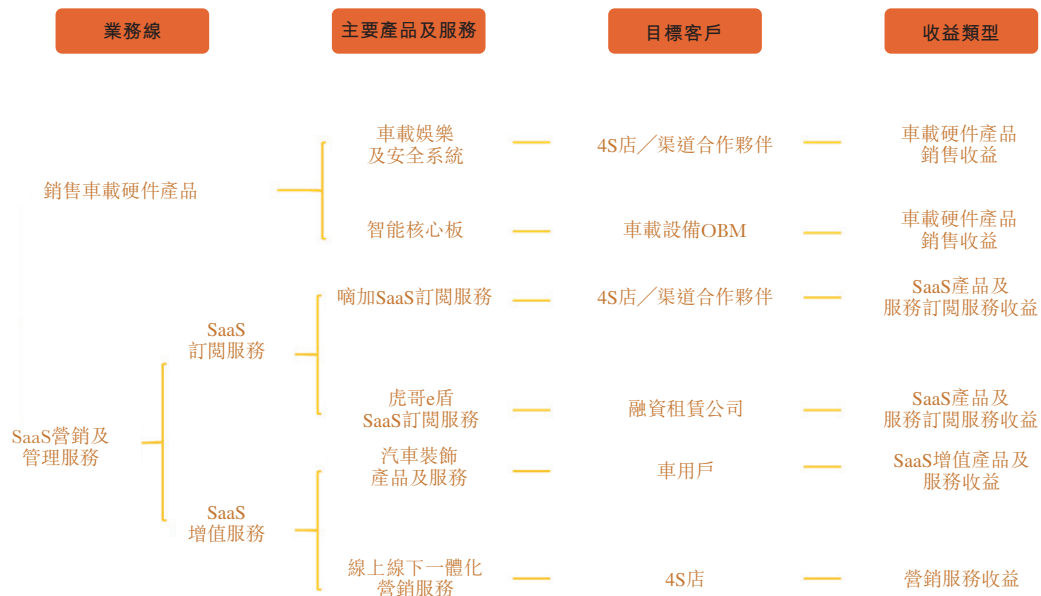 業務線
主要產品及服務
目標客戶
收益類型
車載娛樂
及安全系統
4S店／渠道合作夥伴
車載硬件產品
銷售收益
銷售車載硬件產品
智能核心板
車載設備OBM
車載硬件產品
銷售收益
嘀加SaaS訂閱服務
4S店／渠道合作夥伴
SaaS產品及
服務訂閱服務收益
SaaS
訂閱服務
虎哥e盾
SaaS訂閱服務
融資租賃公司
SaaS產品及
服務訂閱服務收益
SaaS營銷及
管理服務
汽車裝飾
產品及服務
車用戶
SaaS增值產品及
服務收益
SaaS
增值服務
線上線下一體化
營銷服務
4S店
營銷服務收益